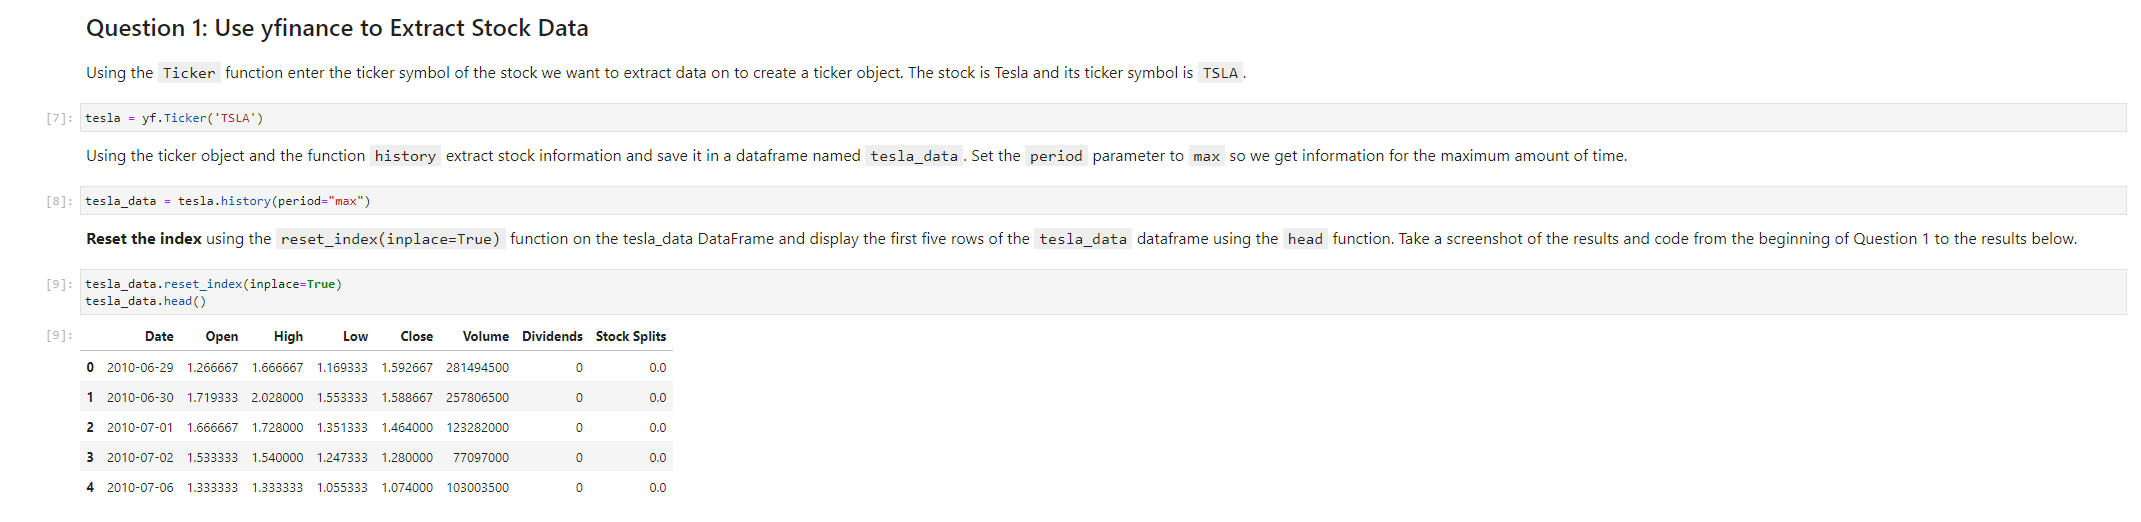 Question 1: Use yfinance to Extract Stock Data
Using the Ticker function enter the ticker symbol of the stock we want to extract data on to create a ticker object. The stock is Tesla and its ticker symbol is TSLA.
[7]: tesla = yf.Ticker('TSLA')
Using the ticker object and the function history extract stock information and save it in a dataframe named tesla_data. Set the period parameter to max so we get information for the maximum amount of time.
[8]: tesla_data = tesla.history(period="max")
Reset the index using the reset_index(inplace=True) function on the tesla_data DataFrame and display the first five rows of the tesla_data dataframe using the head function. Take a screenshot of the results and code from the beginning of Question 1 to the results below.
[9]: tesla_data.reset_index(inplace=True)
tesla_data.head()
[9]: Date Open High Low Close Volume Dividends Stock Splits
0 2010-06-29 1.266667 1.666667 1.169333 1.592667 281494500 0 0.0
1 2010-06-30 1.719333 2.028000 1.553333 1.588667 257806500 0 0.0
2 2010-07-01 1.666667 1.728000 1.351333 1.464000 123282000 0 0.0
3 2010-07-02 1.533333 1.540000 1.247333 1.280000 77097000 0 0.0
4 2010-07-06 1.333333 1.333333 1.055333 1.074000 103003500 0 0.0